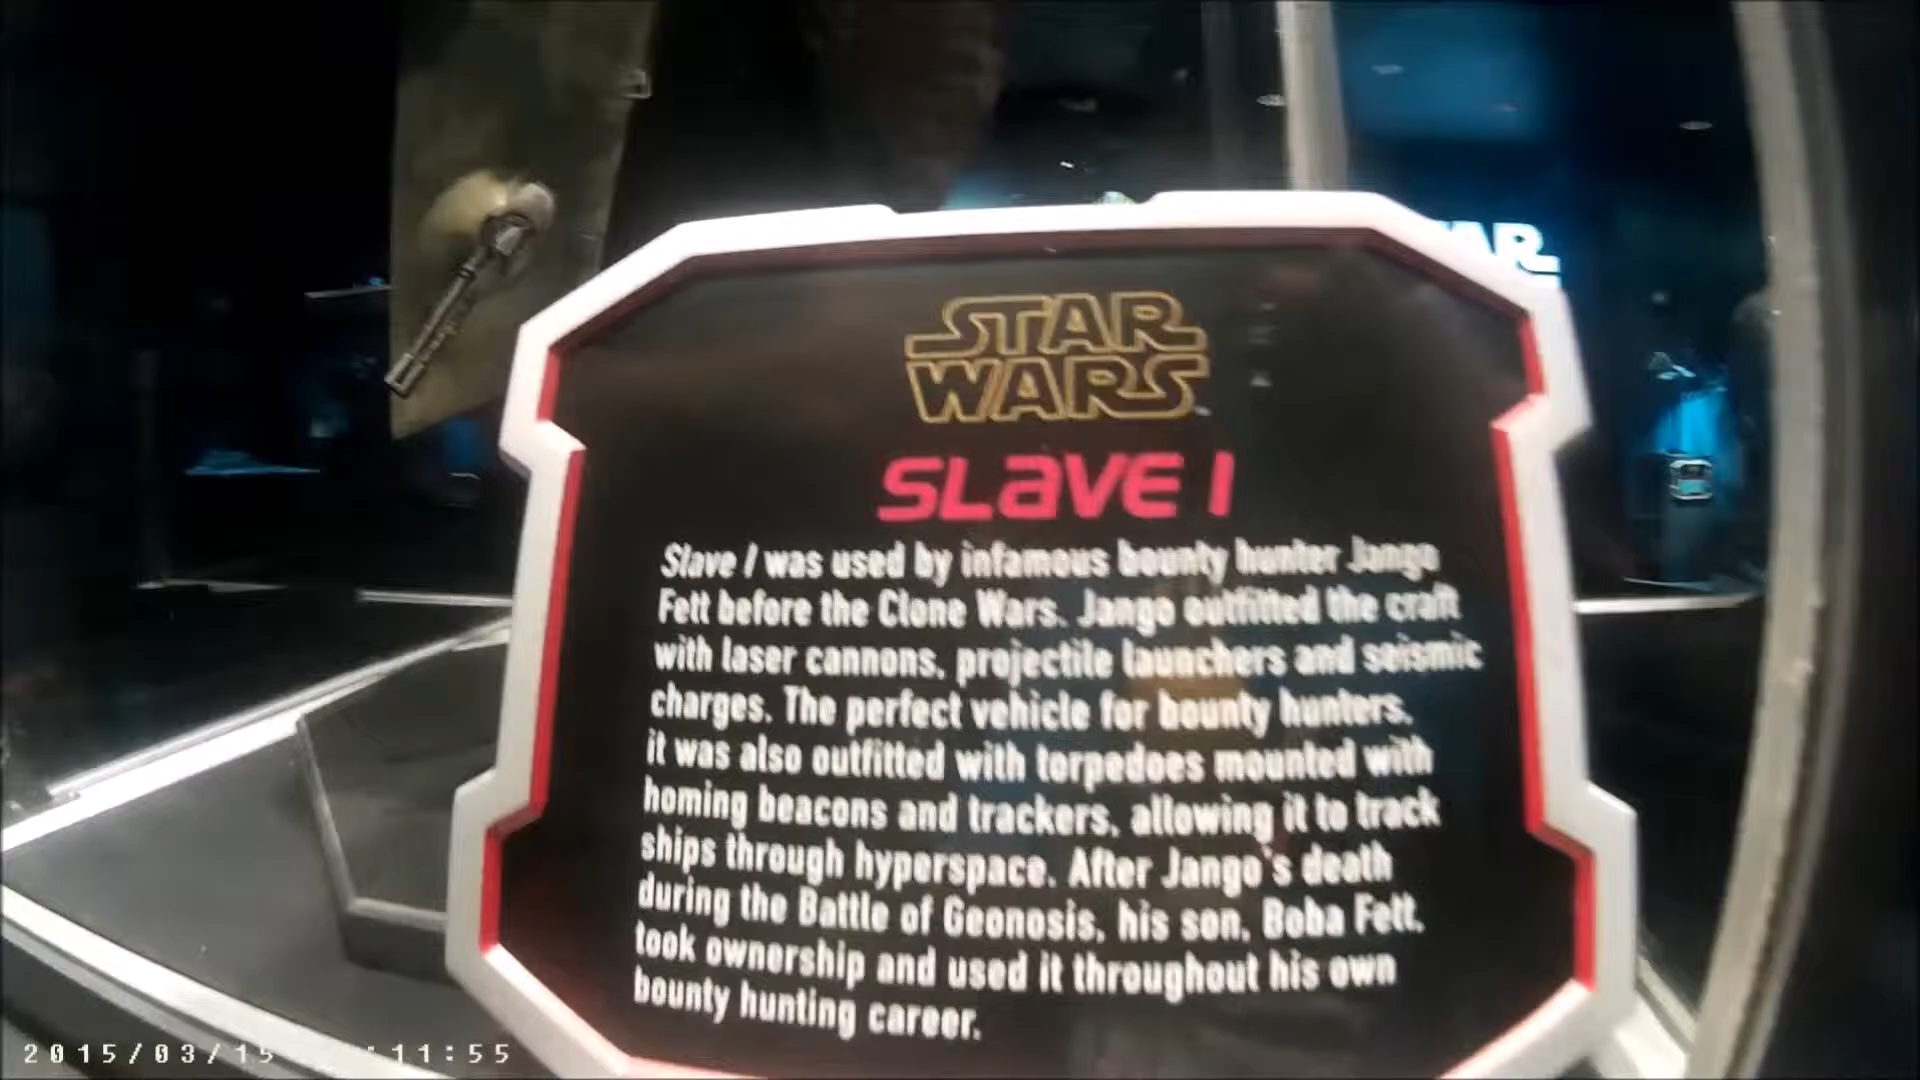 AR
STAR
WARS
SLAVE I
Slave I was used by infamous bounty hunter Jango
Fett before the Clone Wars. Jango outfitted the craft
with laser cannons, projectile launchers and seismic
charges. The perfect vehicle for bounty hunters,
it was also outfitted with torpedoes mounted with
homing beacons and trackers, allowing it to track
ships through hyperspace. After Jango's death
during the Battle of Geonosis, his son, Boba Fett,
took ownership and used it throughout his own
bounty hunting career.
2015/03/15 :11:55